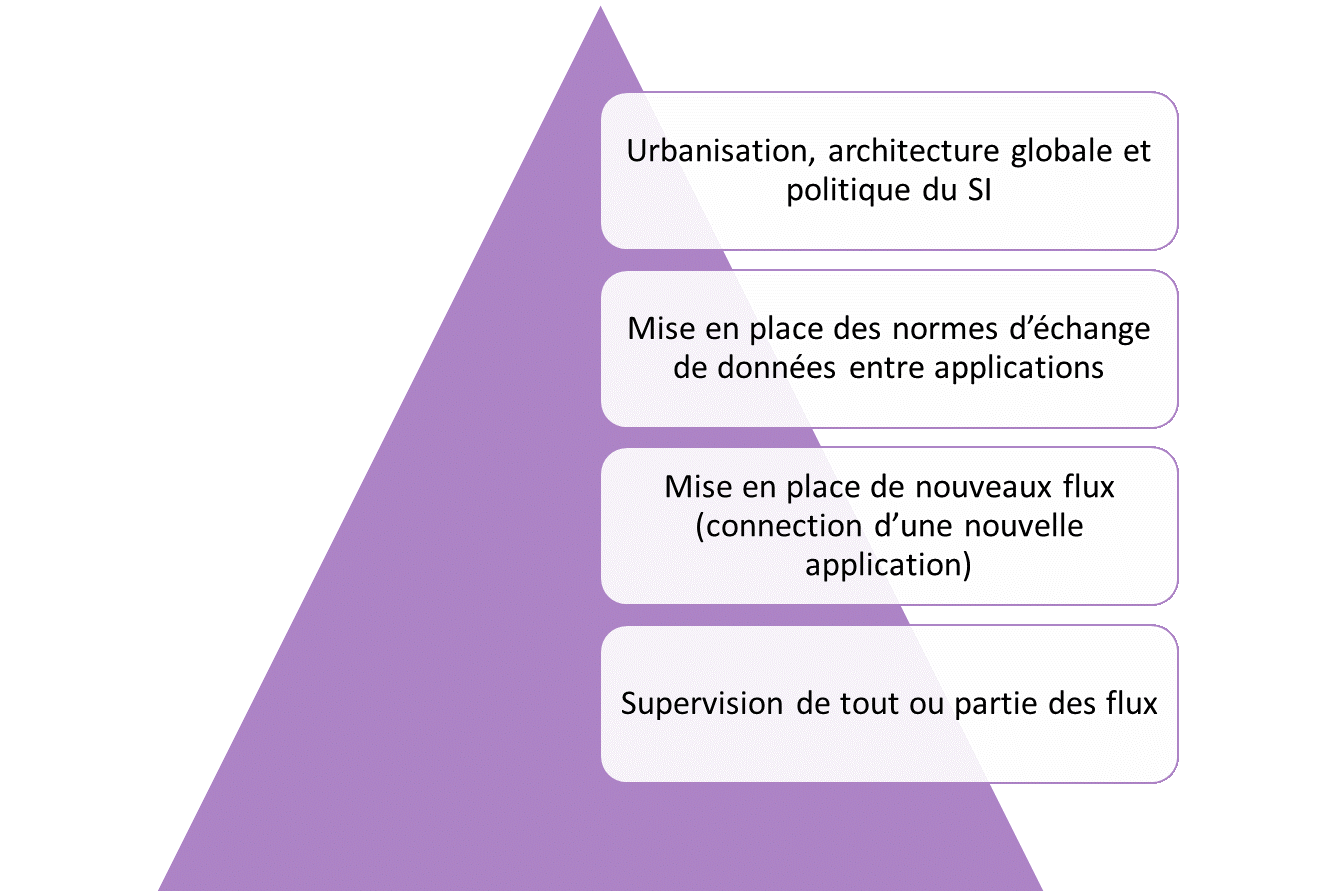 Urbanisation, architecture globale et
politique du SI
Mise en place des normes d’échange
de données entre applications
Mise en place de nouveaux flux
(connection d’une nouvelle
application)
Supervision de tout ou partie des flux